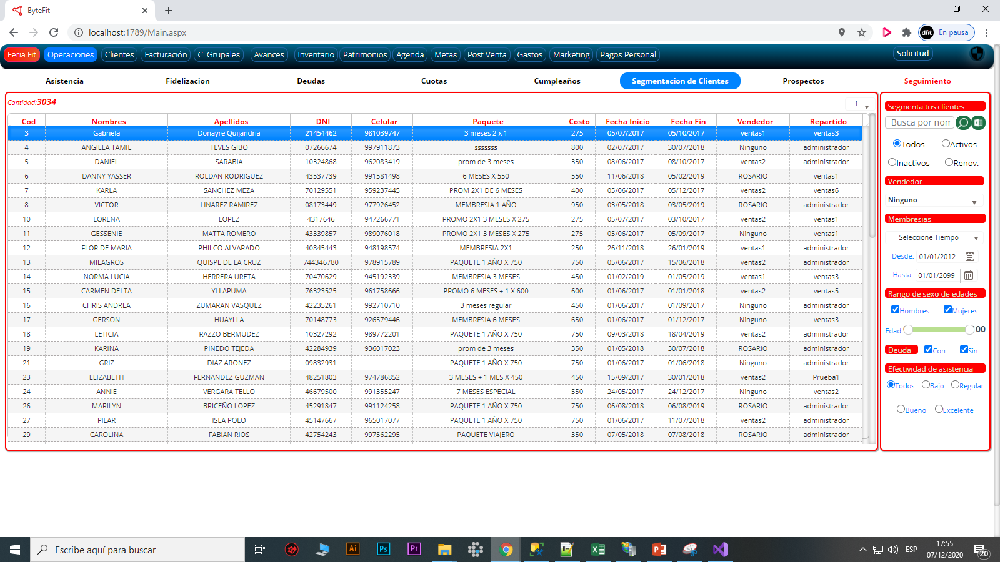 ByteFit
localhost:1789/Main.aspx
dfit En pausa
Feria Fit Operaciones Clientes Facturación C. Grupales Avances Inventario Patrimonios Agenda Metas Post Venta Gastos Marketing Pagos Personal Solicitud
Asistencia Fidelizacion Deudas Cuotas Cumpleaños Segmentacion de Clientes Prospectos Seguimiento
Cantidad:3034 1
Cod Nombres Apellidos DNI Celular Paquete Costo Fecha Inicio Fecha Fin Vendedor Repartido
3 Gabriela Donayre Quijandria 21454462 981039747 3 meses 2 x 1 275 05/07/2017 05/10/2017 ventas1 ventas3
4 ANGIELA TAMIE TEVES GIBO 07266674 997911873 sssssss 800 02/07/2017 30/07/2018 Ninguno administrador
5 DANIEL SARABIA 10324868 962083419 prom de 3 meses 350 08/06/2017 08/10/2017 ventas2 administrador
6 DANNY YASSER ROLDAN RODRIGUEZ 43537739 991581498 6 MESES X 550 550 11/06/2018 05/02/2019 ROSARIO ventas1
7 KARLA SANCHEZ MEZA 70129551 959237445 PROM 2X1 DE 6 MESES 400 05/06/2017 05/12/2017 ventas2 ventas6
8 VICTOR LINAREZ RAMIREZ 08173449 977926452 MEMBRESIA 1 AÑO 950 03/05/2018 03/05/2019 ROSARIO administrador
10 LORENA LOPEZ 4317646 947266771 PROMO 2X1 3 MESES X 275 275 05/07/2017 03/10/2017 ventas2 ventas1
11 GESSENIE MATTA ROMERO 43339857 989076018 PROMO 2X1 3 MESES X 275 275 05/06/2017 05/09/2017 Ninguno ventas1
12 FLOR DE MARIA PHILCO ALVARADO 40845443 948198574 MEMBRESIA 2X1 250 26/11/2018 26/01/2019 ventas1 administrador
13 MILAGROS QUISPE DE LA CRUZ 744346780 978915789 PAQUETE 1 AÑO X 750 750 05/06/2017 15/06/2018 ventas2 administrador
14 NORMA LUCIA HERRERA URETA 70470629 945192339 MEMBRESIA 3 MESES 450 01/02/2019 01/05/2019 ventas1 ventas3
15 CARMEN DELTA YLLAPUMA 76323525 961758666 PROMO 6 MESES + 1 X 600 600 01/06/2017 01/01/2018 ventas2 ventas5
16 CHRIS ANDREA ZUMARAN VASQUEZ 42235261 992710710 3 meses regular 450 01/06/2017 01/09/2017 Ninguno administrador
17 GERSON HUAYLLA 70148773 926579446 MEMBRESIA 6 MESES 650 01/06/2017 01/12/2017 Ninguno ventas3
18 LETICIA RAZZO BERMUDEZ 10327292 989772201 PAQUETE 1 AÑO X 750 750 09/03/2018 18/04/2019 ventas2 administrador
19 KARINA PINEDO TEJEDA 42284939 936017023 prom de 3 meses 350 01/05/2018 30/07/2018 ROSARIO administrador
21 GRIZ DIAZ ARONEZ 09832931 PAQUETE 1 AÑO X 750 750 01/06/2017 01/06/2018 Ninguno administrador
23 ELIZABETH FERNANDEZ GUZMAN 48251803 974786852 3 MESES + 1 MES X 450 450 15/09/2017 30/01/2018 ventas2 Prueba1
24 ANNIE VERGARA TELLO 46679500 991355247 7 MESES ESPECIAL 550 24/05/2017 24/12/2017 Ninguno ventas2
26 MARILYN BRICEÑO LOPEZ 45291847 991124258 PAQUETE 1 AÑO X 750 750 06/08/2018 06/08/2019 ROSARIO administrador
27 PILAR ISLA POLO 45147667 965017077 PAQUETE 1 AÑO X 750 750 01/06/2017 11/07/2018 ventas2 administrador
29 CAROLINA FABIAN RIOS 42754243 997562295 PAQUETE VIAJERO 350 07/05/2018 07/08/2018 ROSARIO administrador
Segmenta tus clientes
Busca por nom
Todos Activos
Inactivos Renov.
Vendedor
Ninguno
Membresias
Seleccione Tiempo
Desde: 01/01/2012
Hasta: 01/01/2099
Rango de sexo de edades
Hombres Mujeres
Edad: 00
Deuda Con Sin
Efectividad de asistencia
Todos Bajo Regular
Bueno Excelente
Escribe aquí para buscar
Ai Ps Pr
ESP 17:55
07/12/2020 20